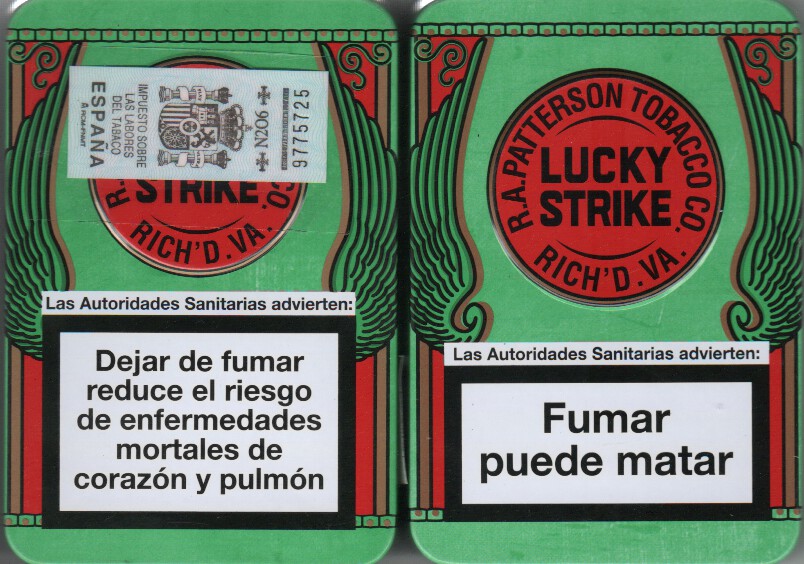 IMPUESTO SOBRE
LAS LABORES
DEL TABACO
ESPAÑA
N206
9775725
STRIKE
R.
CO.
RICH'D. VA.
Las Autoridades Sanitarias advierten:
Dejar de fumar
reduce el riesgo
de enfermedades
mortales de
corazón y pulmón
R.A. PATTERSON TOBACCO CO.
LUCKY
STRIKE
RICH'D. VA.
Las Autoridades Sanitarias advierten:
Fumar
puede matar